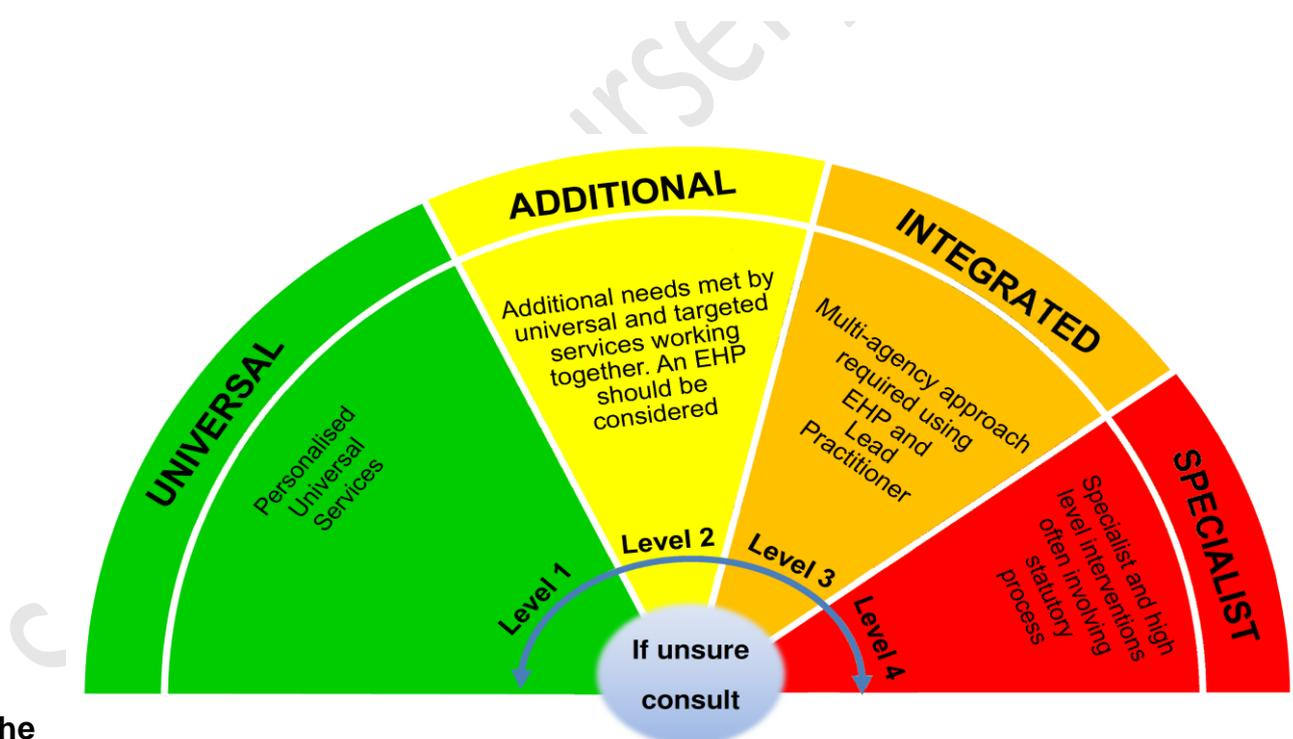 UNIVERSAL
Personalised
Universal
Services
Level 1
ADDITIONAL
Additional needs met by
universal and targeted
services working
together. An EHP
should be
considered
Level 2
INTEGRATED
Multi-agency approach
required using
EHP and
Lead
Practitioner
Level 3
SPECIALIST
Specialist and high
level interventions
often involving
statutory
process
Level 4
If unsure
consult
he